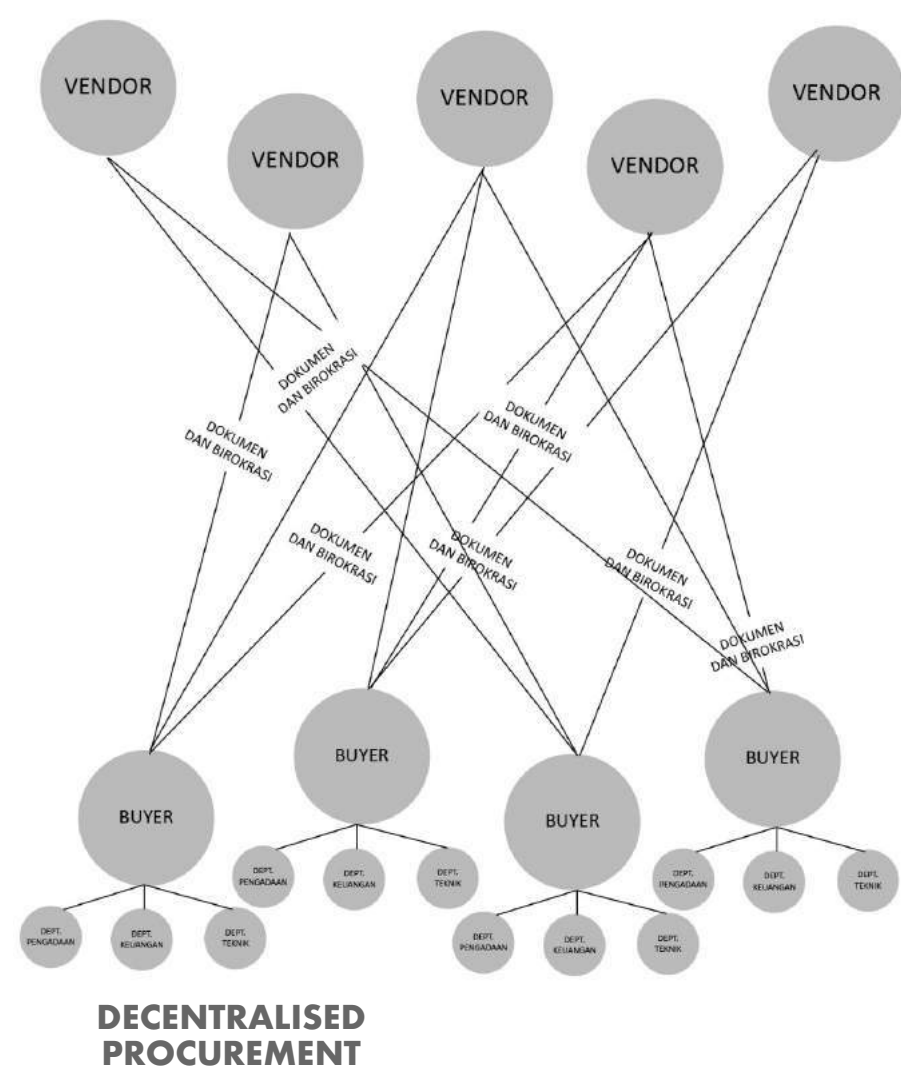 VENDOR
VENDOR
VENDOR
VENDOR
VENDOR
DOKUMEN
DAN BIROKRASI
DOKUMEN
DAN BIROKRASI
DOKUMEN
DAN BIROKRASI
DOKUMEN
DAN BIROKRASI
DOKUMEN
DAN BIROKRASI
DOKUMEN
DAN BIROKRASI
DOKUMEN
DAN BIROKRASI
BUYER
BUYER
BUYER
BUYER
DEPT.
PENGADAAN
DEPT.
KEUANGAN
DEPT.
TEKNIK
DEPT.
PENGADAAN
DEPT.
KEUANGAN
DEPT.
TEKNIK
DEPT.
PENGADAAN
DEPT.
KEUANGAN
DEPT.
TEKNIK
DEPT.
PENGADAAN
DEPT.
KEUANGAN
DEPT.
TEKNIK
DECENTRALISED
PROCUREMENT